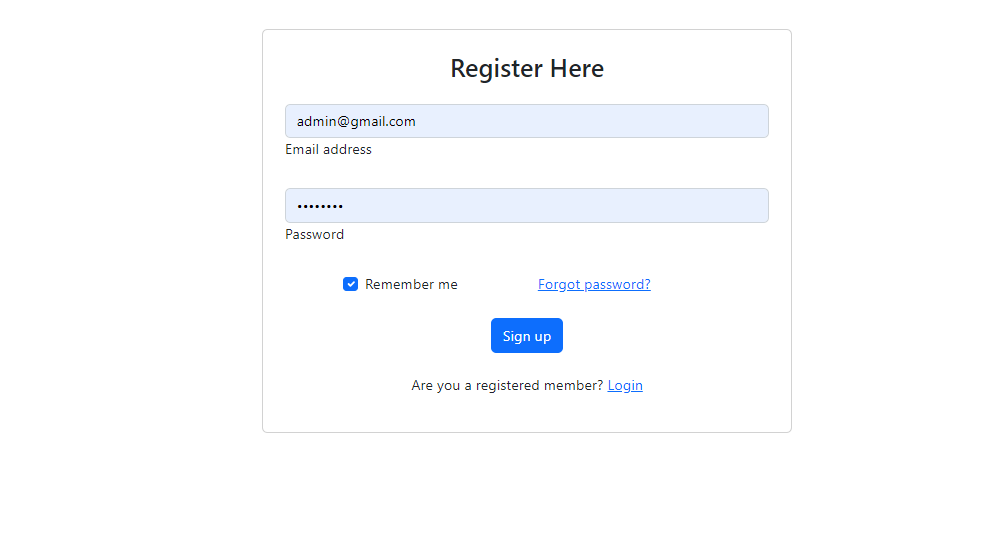 Register Here
admin@gmail.com
Email address
••••••••
Password
Remember me Forgot password?
Sign up
Are you a registered member? Login